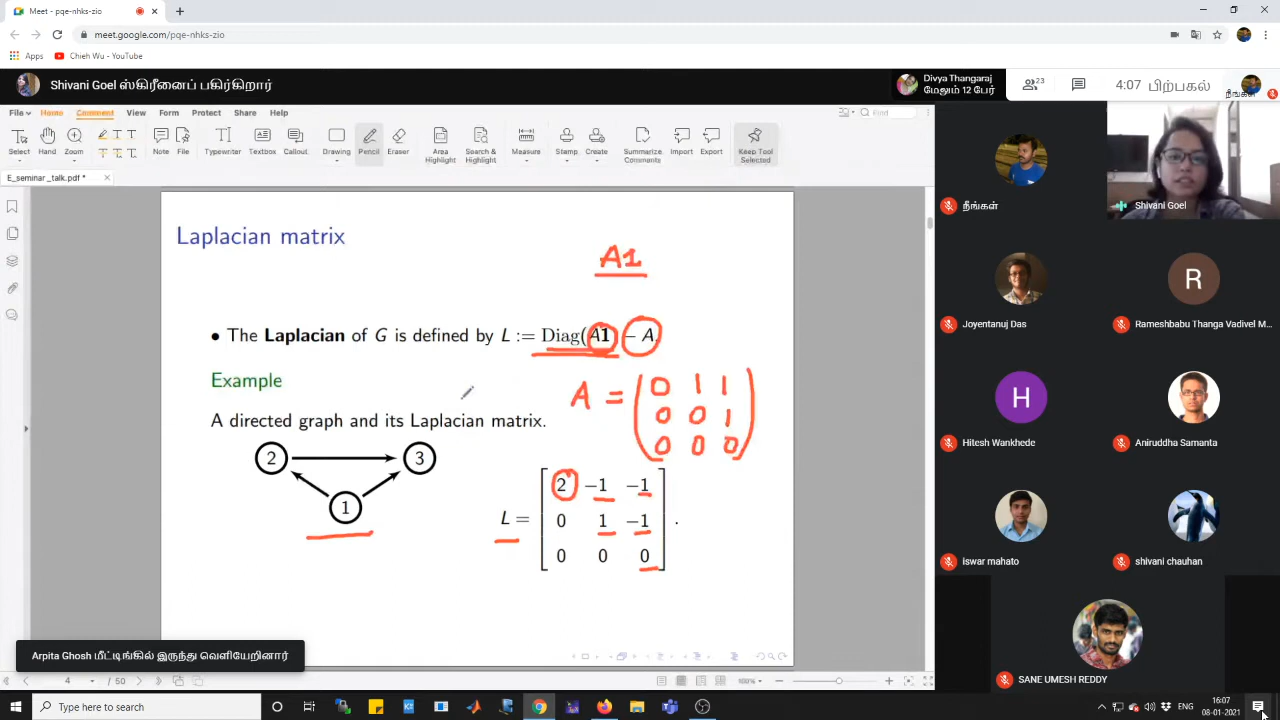 Meet - pqe-nhks-zio
meet.google.com/pqe-nhks-zio
Apps Chieh Wu - YouTube
Shivani Goel ஸ்கிரீனைப் பகிர்கிறார்
Divya Thangaraj
மேலும் 12 பேர்
23
4:07 பிற்பகல்
நீங்கள்
File Home Comment View Form Protect Share Help
Find
Select Hand Zoom Note File Typewriter Textbox Callout Drawing Pencil Eraser Area Highlight Search & Highlight Measure Stamp Create Summarize Comments Import Export Keep Tool Selected
E_seminar _talk.pdf *
Laplacian matrix
A1
• The Laplacian of G is defined by L := Diag(A1) − A.
Example
A = ( 0 1 1
0 0 1
0 0 0 )
A directed graph and its Laplacian matrix.
2 3
1
L = [ 2 −1 −1
0 1 −1
0 0 0 ] .
நீங்கள்
Shivani Goel
Joyentanuj Das
R
Rameshbabu Thanga Vadivel M...
H
Hitesh Wankhede
Aniruddha Samanta
Iswar mahato
shivani chauhan
SANE UMESH REDDY
Arpita Ghosh மீட்டிங்கில் இருந்து வெளியேறினார்
4 / 50
100%
Type here to search
ENG
16:07
08-01-2021